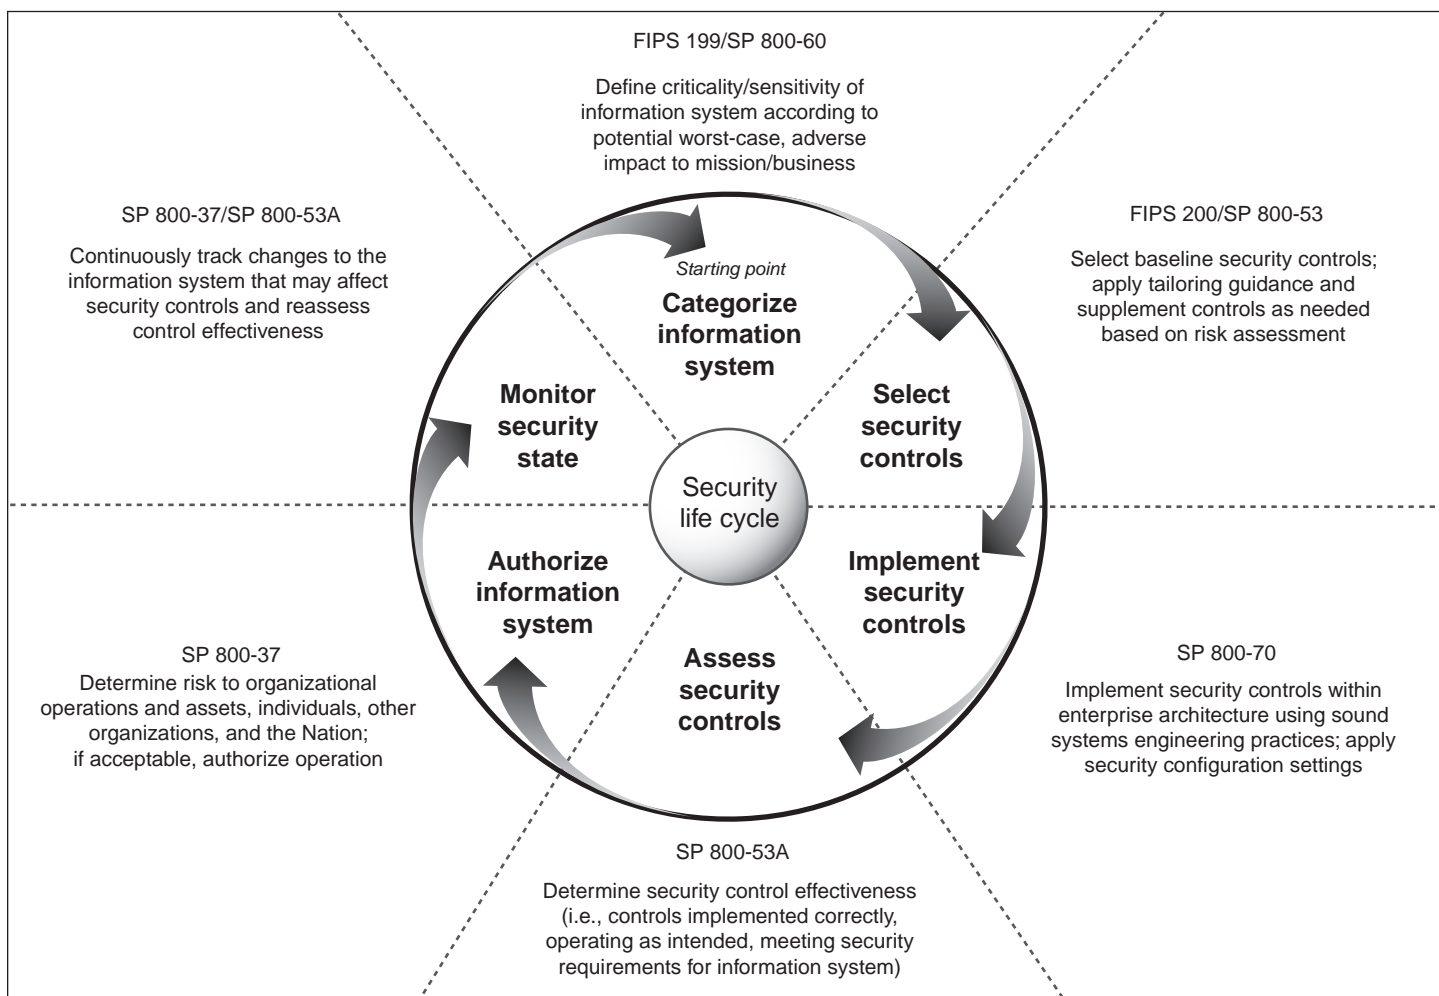 FIPS 199/SP 800-60
Define criticality/sensitivity of
information system according to
potential worst-case, adverse
impact to mission/business
SP 800-37/SP 800-53A
Continuously track changes to the
information system that may affect
security controls and reassess
control effectiveness
FIPS 200/SP 800-53
Select baseline security controls;
apply tailoring guidance and
supplement controls as needed
based on risk assessment
Starting point
Categorize
information
system
Monitor
security
state
Select
security
controls
Security
life cycle
Authorize
information
system
Implement
security
controls
Assess
security
controls
SP 800-37
Determine risk to organizational
operations and assets, individuals, other
organizations, and the Nation;
if acceptable, authorize operation
SP 800-70
Implement security controls within
enterprise architecture using sound
systems engineering practices; apply
security configuration settings
SP 800-53A
Determine security control effectiveness
(i.e., controls implemented correctly,
operating as intended, meeting security
requirements for information system)